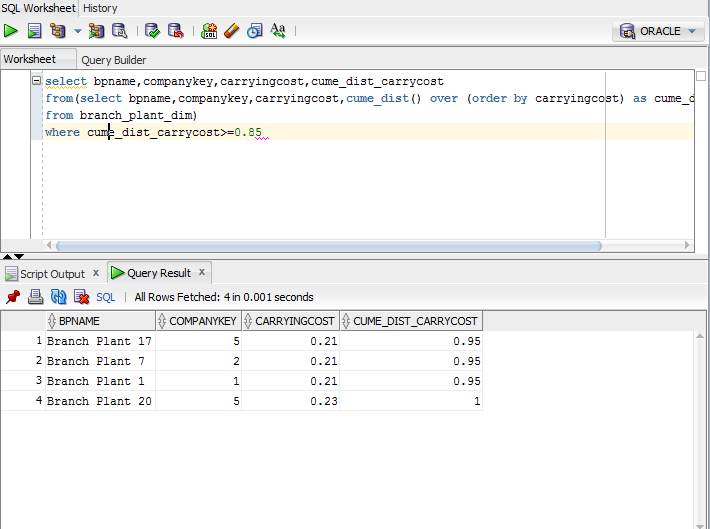 SQL Worksheet History
SQL Aa
ORACLE
Worksheet Query Builder
select bpname,companykey,carryingcost,cume_dist_carrycost
from(select bpname,companykey,carryingcost,cume_dist() over (order by carryingcost) as cume_d
from branch_plant_dim)
where cume_dist_carrycost>=0.85
Script Output x Query Result x
SQL | All Rows Fetched: 4 in 0.001 seconds
BPNAME COMPANYKEY CARRYINGCOST CUME_DIST_CARRYCOST
1 Branch Plant 17 5 0.21 0.95
2 Branch Plant 7 2 0.21 0.95
3 Branch Plant 1 1 0.21 0.95
4 Branch Plant 20 5 0.23 1